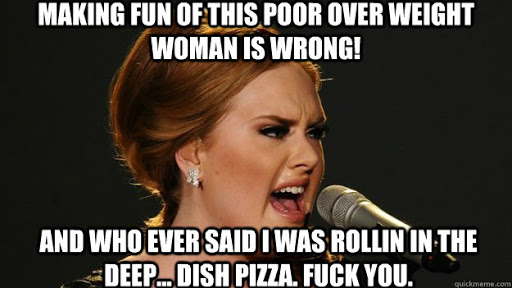 MAKING FUN OF THIS POOR OVER WEIGHT
WOMAN IS WRONG!
AND WHO EVER SAID I WAS ROLLIN IN THE
DEEP... DISH PIZZA. FUCK YOU.
quickmeme.com